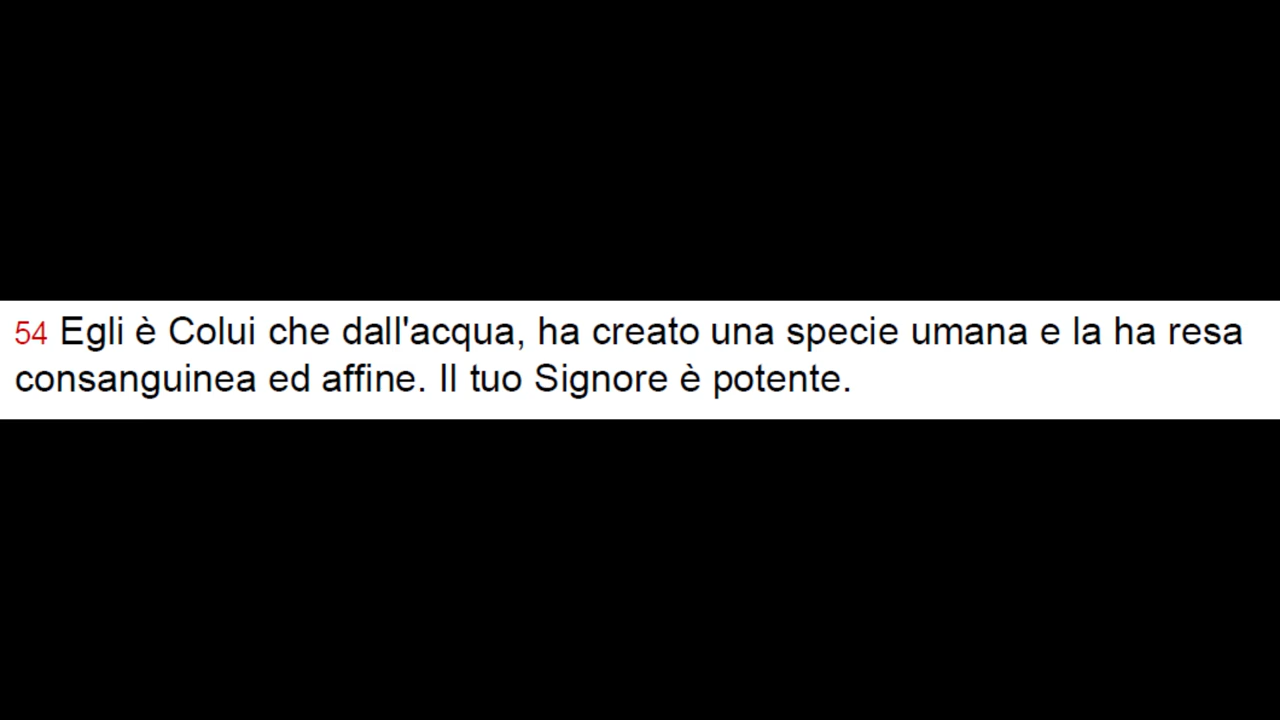 54 Egli è Colui che dall'acqua, ha creato una specie umana e la ha resa
consanguinea ed affine. Il tuo Signore è potente.